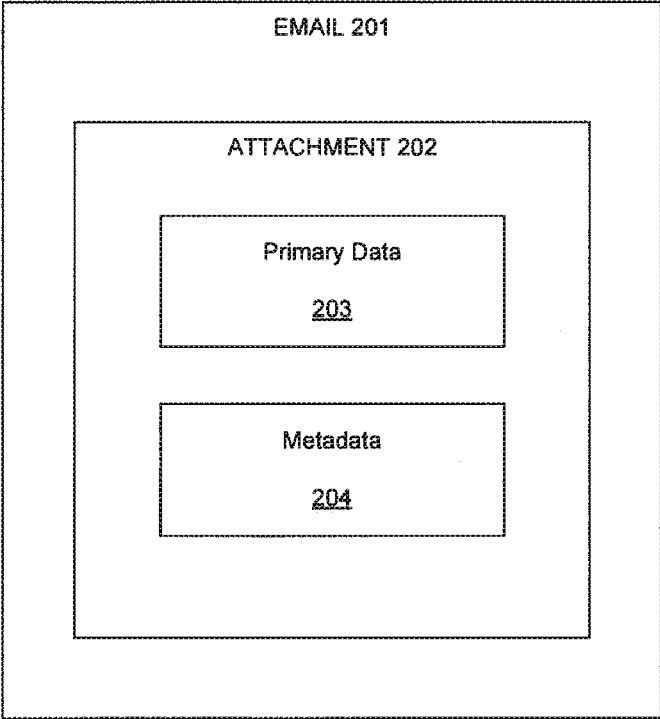 EMAIL 201
ATTACHMENT 202
Primary Data
203
Metadata
204